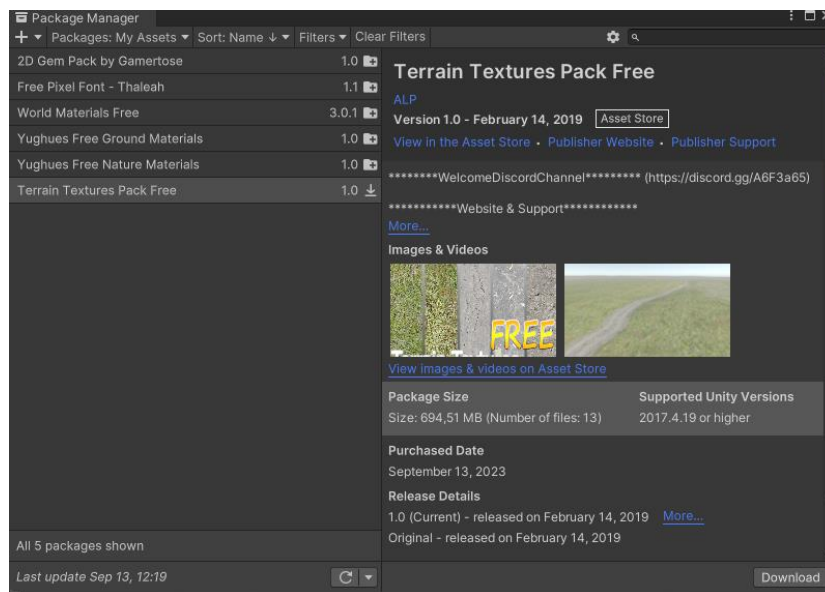 Package Manager
+ Packages: My Assets Sort: Name ↓ Filters Clear Filters
2D Gem Pack by Gamertose 1.0
Free Pixel Font - Thaleah 1.1
World Materials Free 3.0.1
Yughues Free Ground Materials 1.0
Yughues Free Nature Materials 1.0
Terrain Textures Pack Free 1.0
All 5 packages shown
Last update Sep 13, 12:19
Terrain Textures Pack Free
ALP
Version 1.0 - February 14, 2019 Asset Store
View in the Asset Store • Publisher Website • Publisher Support
********WelcomeDiscordChannel********* (https://discord.gg/A6F3a65)
***********Website & Support************
More...
Images & Videos
FREE
View images & videos on Asset Store
Package Size Supported Unity Versions
Size: 694,51 MB (Number of files: 13) 2017.4.19 or higher
Purchased Date
September 13, 2023
Release Details
1.0 (Current) - released on February 14, 2019 More...
Original - released on February 14, 2019
Download